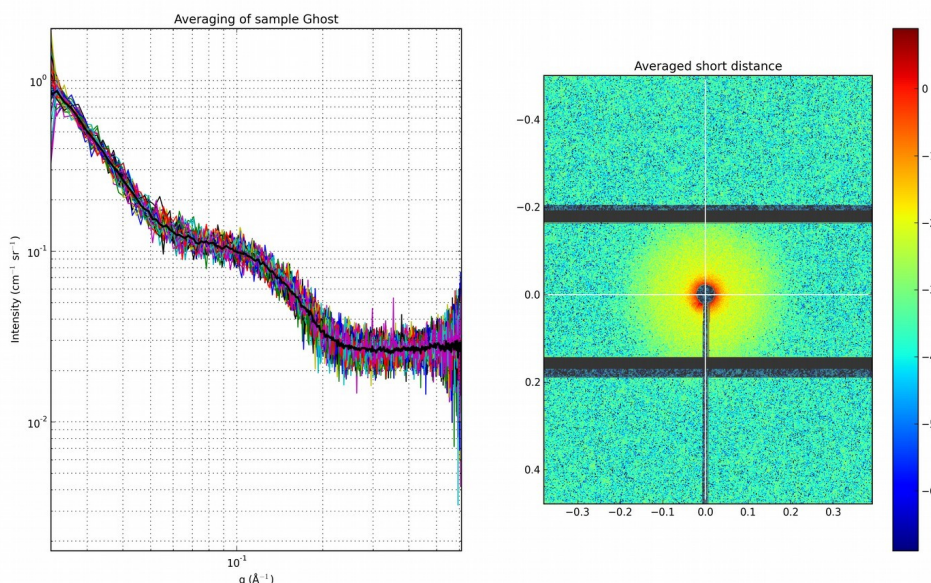 Averaging of sample Ghost
10⁰
10⁻¹
10⁻²
Intensity (cm⁻¹ sr⁻¹)
10⁻¹
q (Å⁻¹)
Averaged short distance
−0.4
−0.2
0.0
0.2
0.4
−0.3 −0.2 −0.1 0.0 0.1 0.2 0.3
0